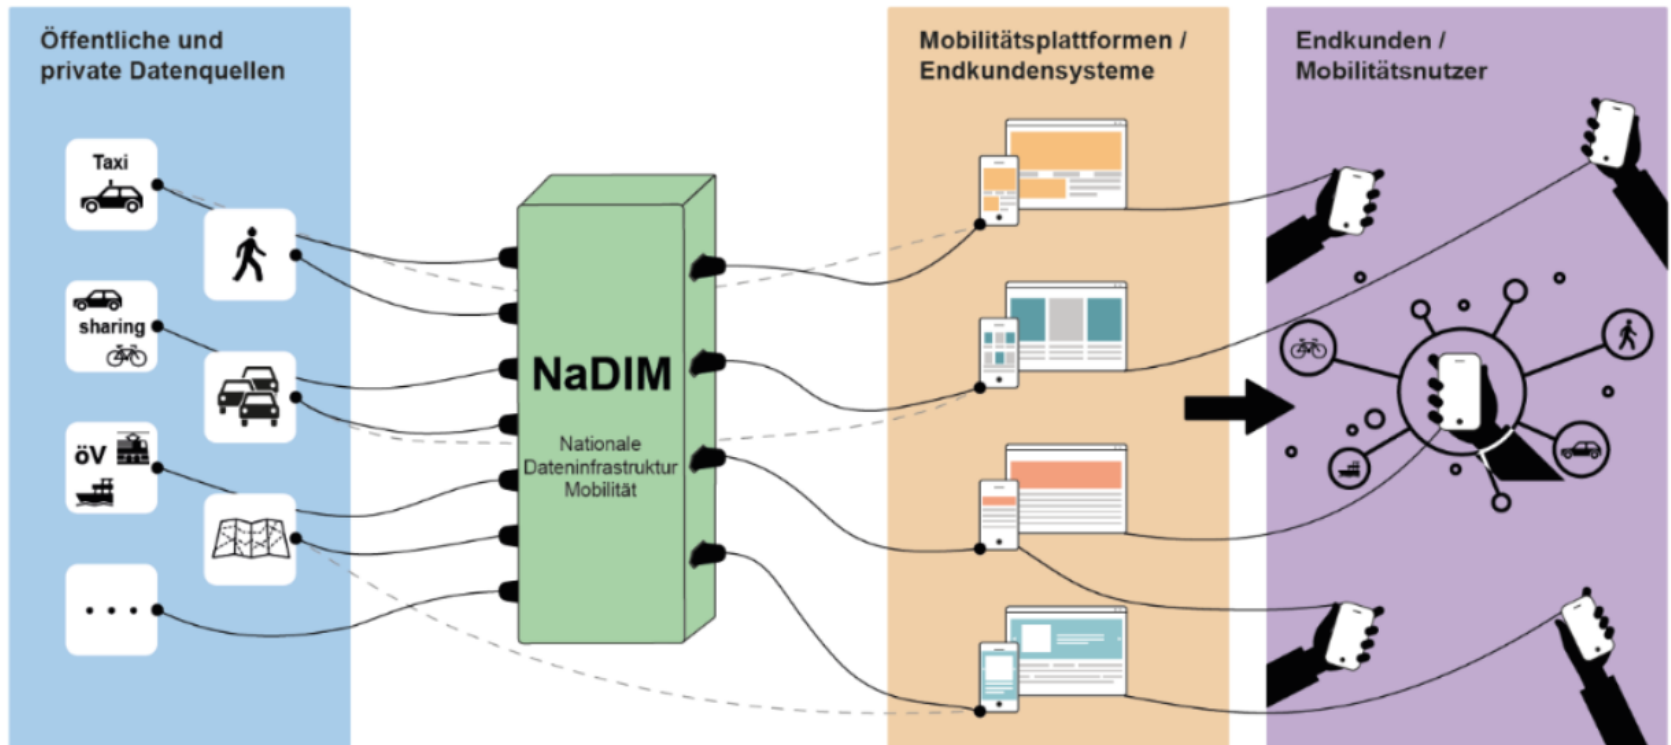 Öffentliche und
private Datenquellen
Taxi
sharing
öV
...
NaDIM
Nationale
Dateninfrastruktur
Mobilität
Mobilitätsplattformen /
Endkundensysteme
Endkunden /
Mobilitätsnutzer